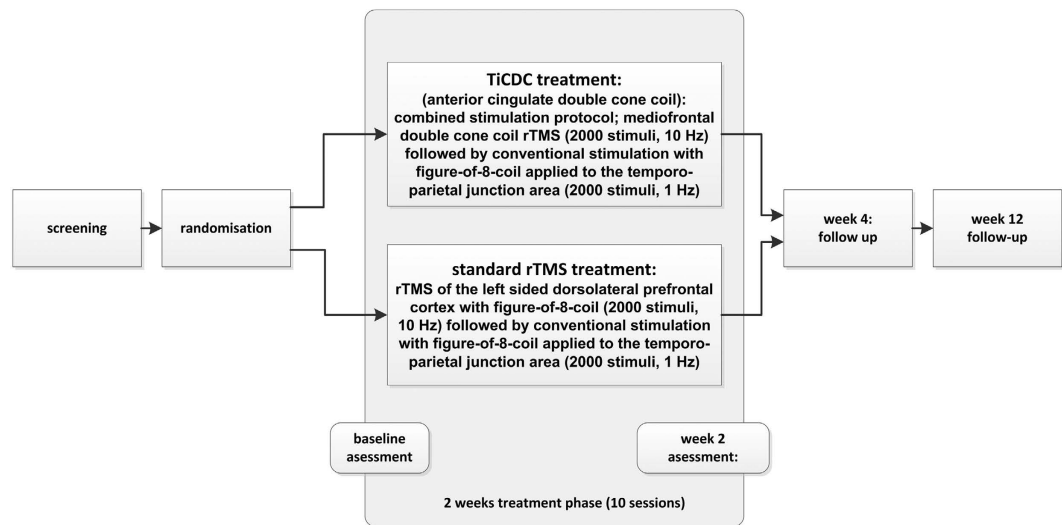 screening
randomisation
TiCDC treatment:
(anterior cingulate double cone coil):
combined stimulation protocol; mediofrontal
double cone coil rTMS (2000 stimuli, 10 Hz)
followed by conventional stimulation with
figure-of-8-coil applied to the temporo-
parietal junction area (2000 stimuli, 1 Hz)
standard rTMS treatment:
rTMS of the left sided dorsolateral prefrontal
cortex with figure-of-8-coil (2000 stimuli,
10 Hz) followed by conventional stimulation
with figure-of-8-coil applied to the temporo-
parietal junction area (2000 stimuli, 1 Hz)
week 4:
follow up
week 12
follow-up
baseline
asessment
week 2
asessment:
2 weeks treatment phase (10 sessions)